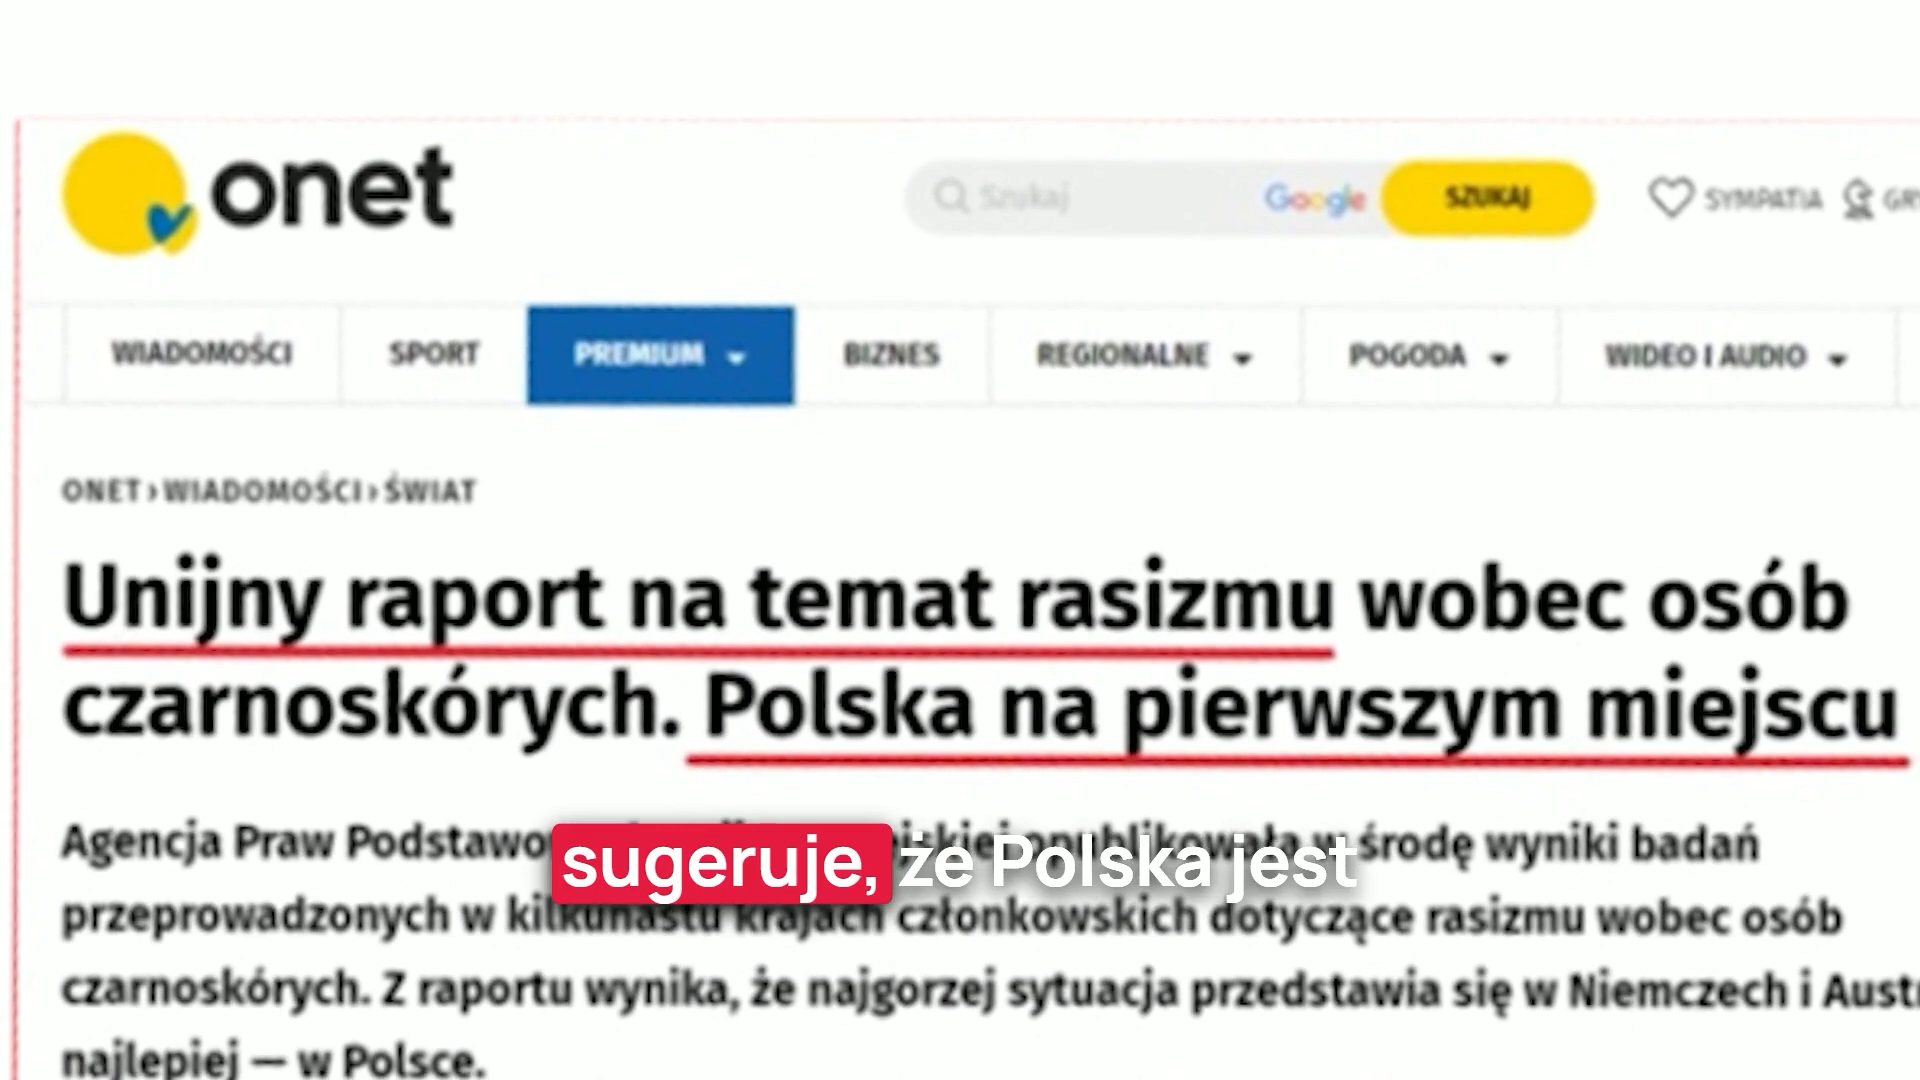 onet
Szukaj Google SZUKAJ SYMPATIA
WIADOMOŚCI SPORT PREMIUM BIZNES REGIONALNE POGODA WIDEO I AUDIO
ONET › WIADOMOŚCI › ŚWIAT
Unijny raport na temat rasizmu wobec osób
czarnoskórych. Polska na pierwszym miejscu
Agencja Praw opublikowała w środę wyniki badań
sugeruje, że Polska jest
przeprowadzonych w kilkunastu krajach członkowskich dotyczące rasizmu wobec osób
czarnoskórych. Z raportu wynika, że najgorzej sytuacja przedstawia się w Niemczech i
najlepiej — w Polsce.